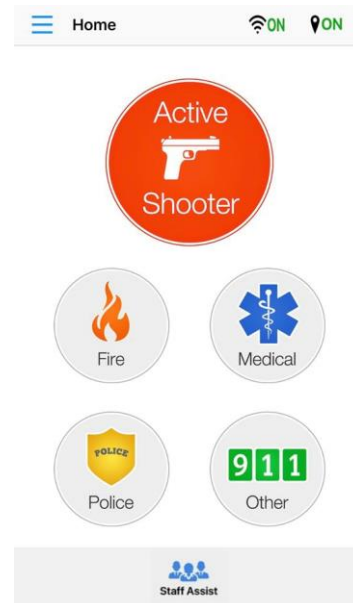 Home ON ON
Active
Shooter
Fire Medical
POLICE 911
Police Other
Staff Assist